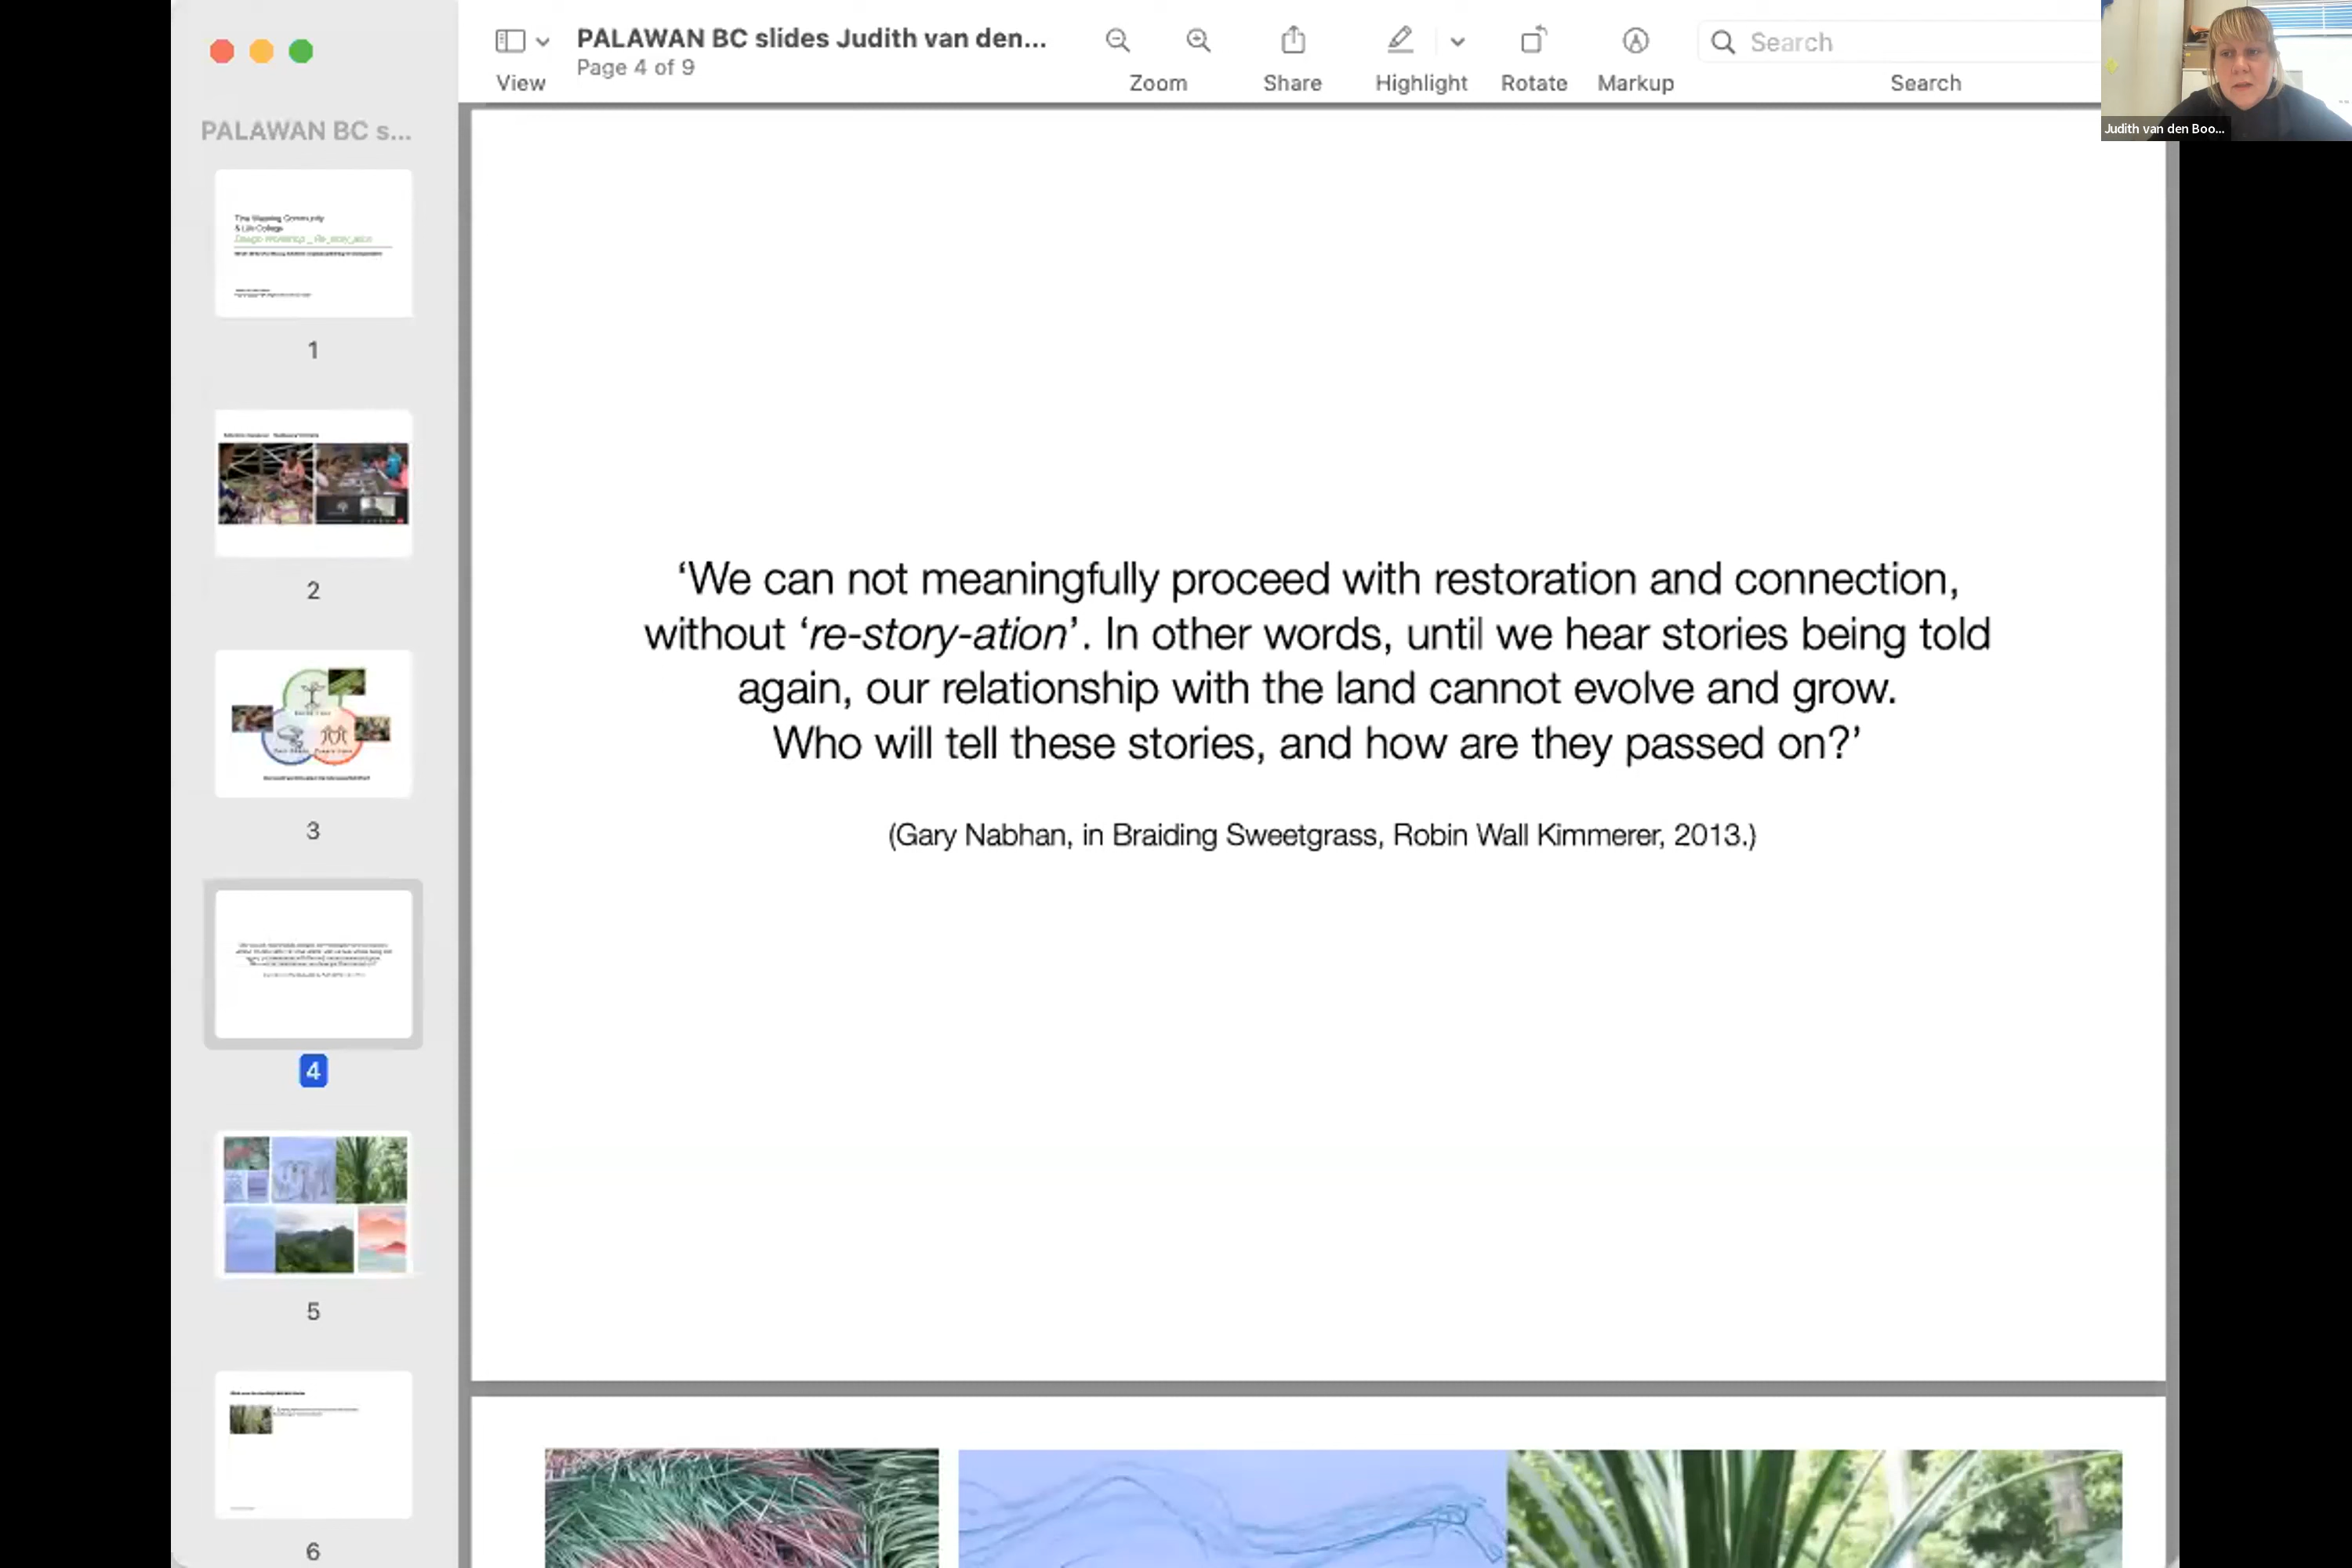 PALAWAN BC slides Judith van den...
Page 4 of 9
View
Zoom
Share
Highlight
Rotate
Markup
Search
Search
Judith van den Boo...
PALAWAN BC s...
1
2
3
4
5
6
‘We can not meaningfully proceed with restoration and connection,
without ‘re-story-ation’. In other words, until we hear stories being told
again, our relationship with the land cannot evolve and grow.
Who will tell these stories, and how are they passed on?’
(Gary Nabhan, in Braiding Sweetgrass, Robin Wall Kimmerer, 2013.)